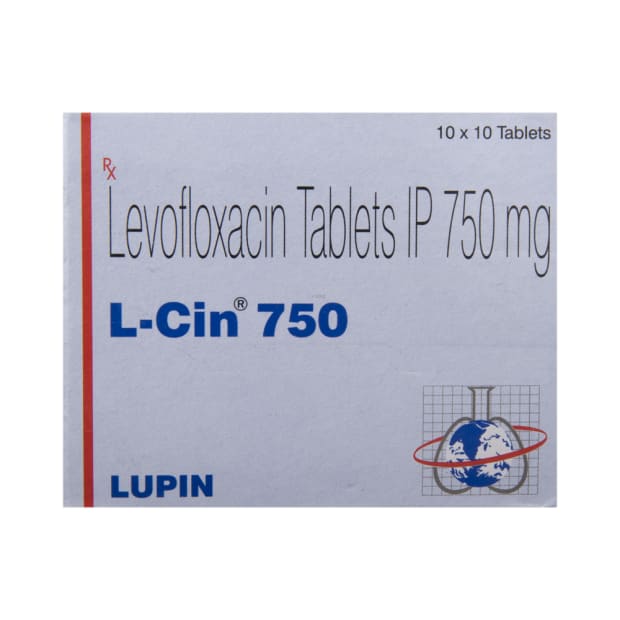 10 x 10 Tablets
Rx
Levofloxacin Tablets IP 750 mg
L-Cin® 750
LUPIN